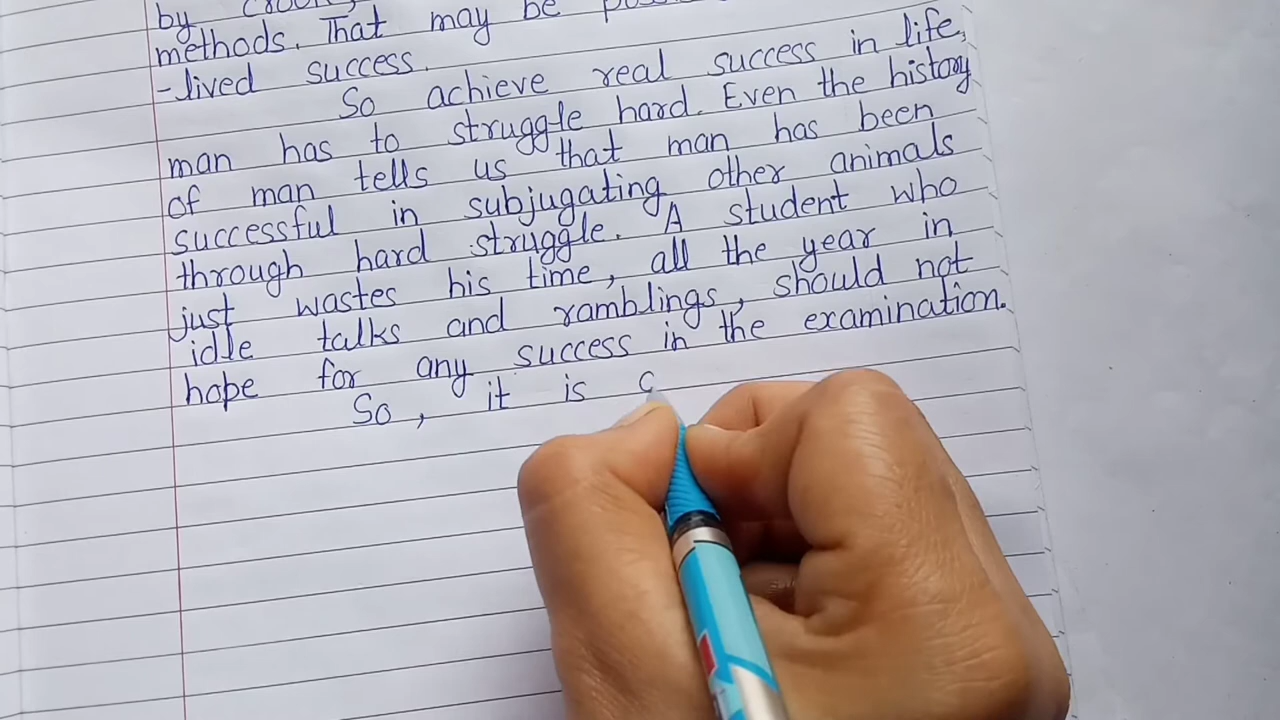 by
methods. That may be
-lived success.
So achieve real success in life,
man has to struggle hard. Even the history
of man tells us that man has been
successful in subjugating other animals
through hard struggle. A student who
just wastes his time, all the year in
idle talks and ramblings, should not
hope for any success in the examination.
So, it is